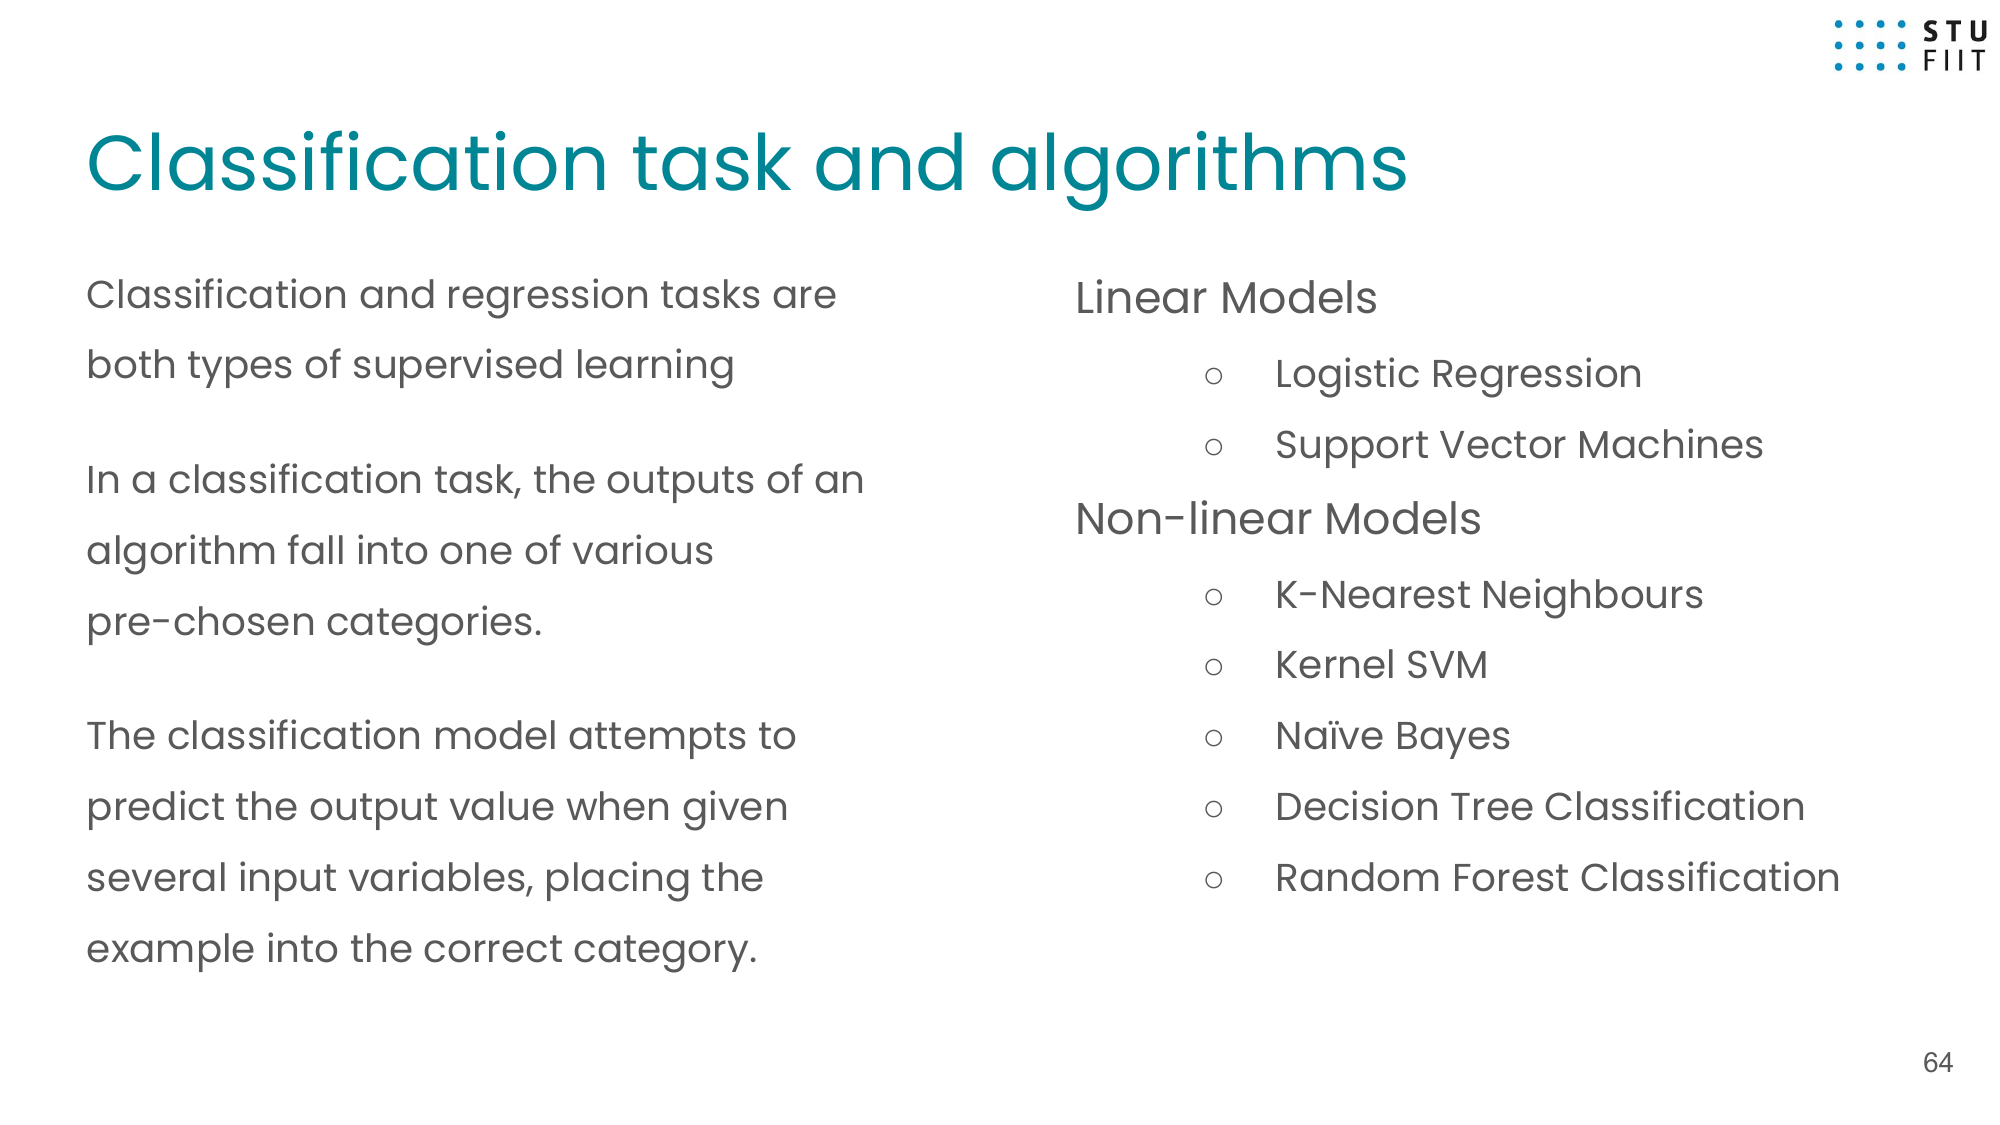 STU
FIIT
Classification task and algorithms
Classification and regression tasks are
both types of supervised learning
In a classification task, the outputs of an
algorithm fall into one of various
pre-chosen categories.
The classification model attempts to
predict the output value when given
several input variables, placing the
example into the correct category.
Linear Models
○ Logistic Regression
○ Support Vector Machines
Non-linear Models
○ K-Nearest Neighbours
○ Kernel SVM
○ Naïve Bayes
○ Decision Tree Classification
○ Random Forest Classification
64